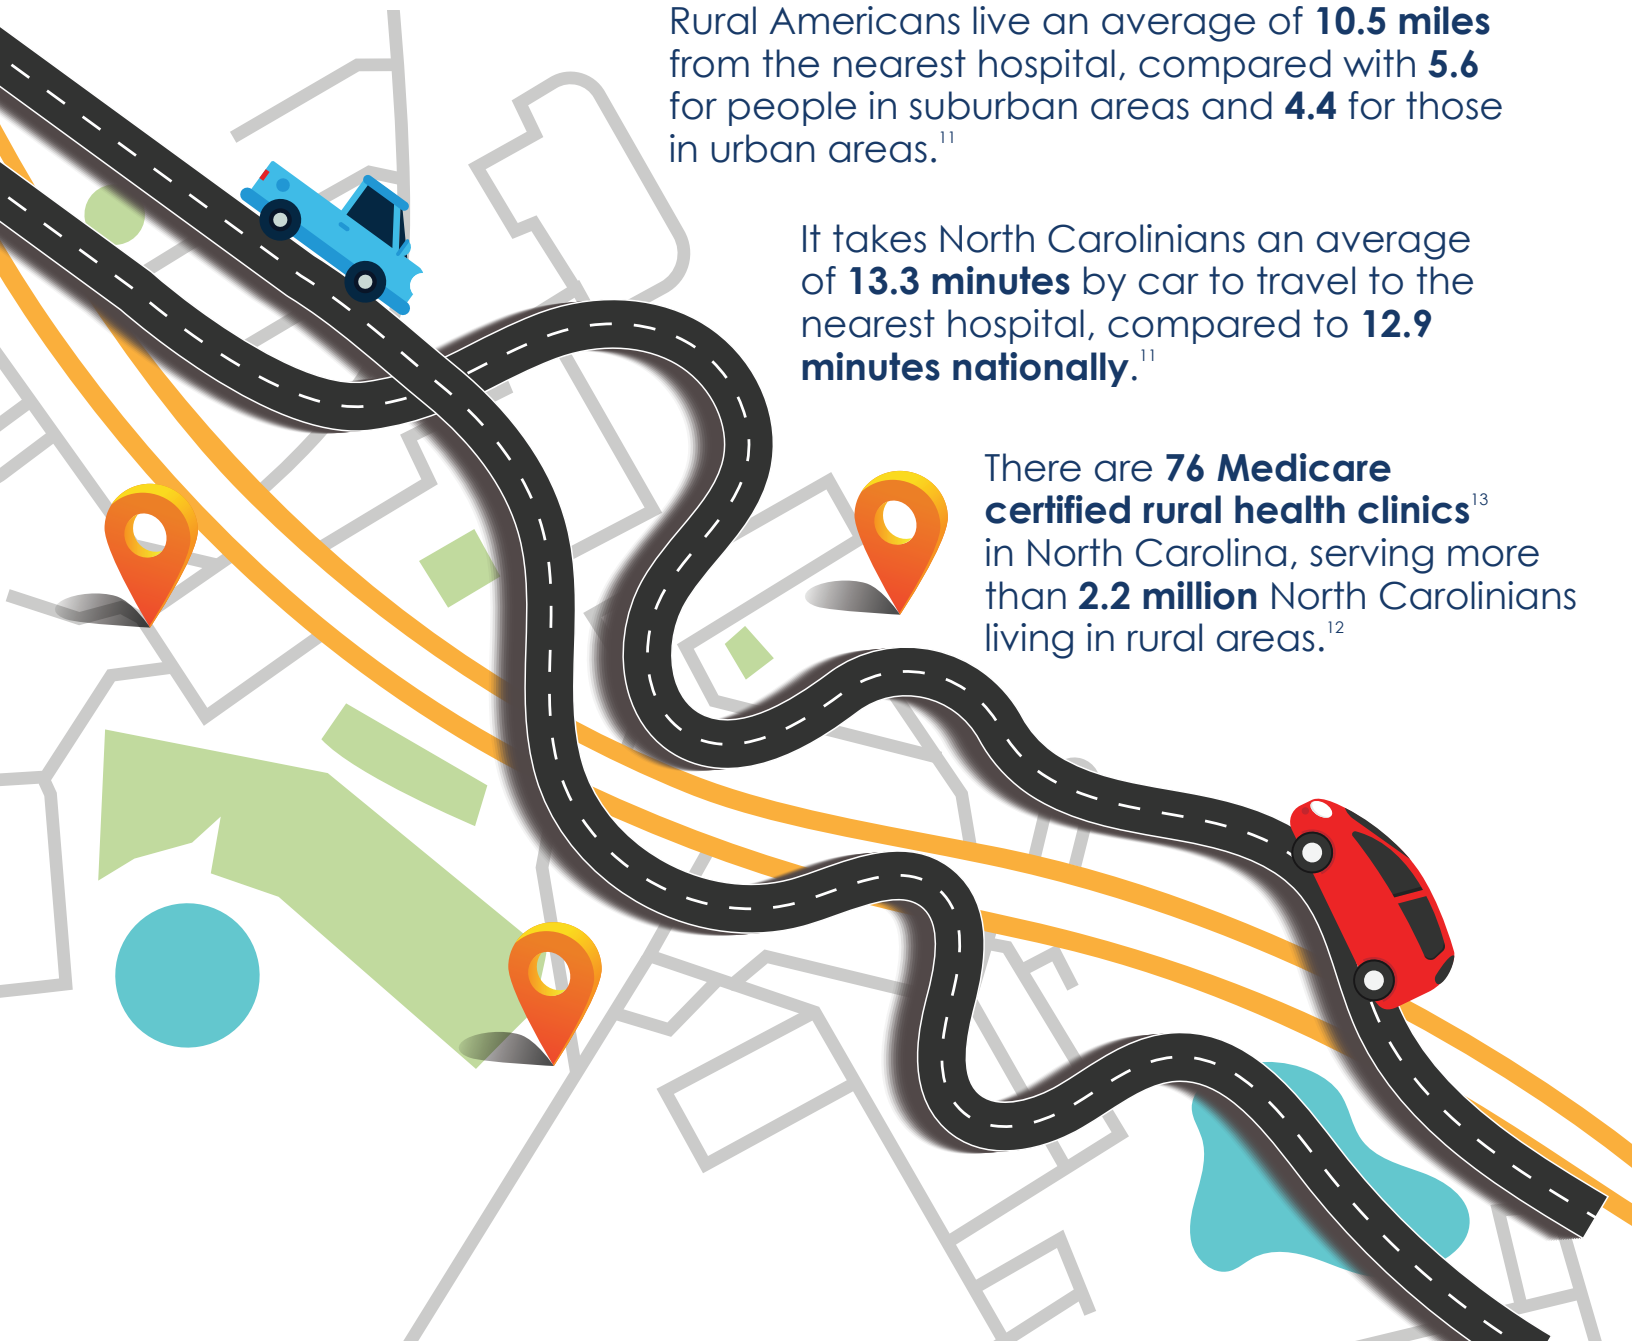 Rural Americans live an average of 10.5 miles
from the nearest hospital, compared with 5.6
for people in suburban areas and 4.4 for those
in urban areas.11
It takes North Carolinians an average
of 13.3 minutes by car to travel to the
nearest hospital, compared to 12.9
minutes nationally.11
There are 76 Medicare
certified rural health clinics13
in North Carolina, serving more
than 2.2 million North Carolinians
living in rural areas.12